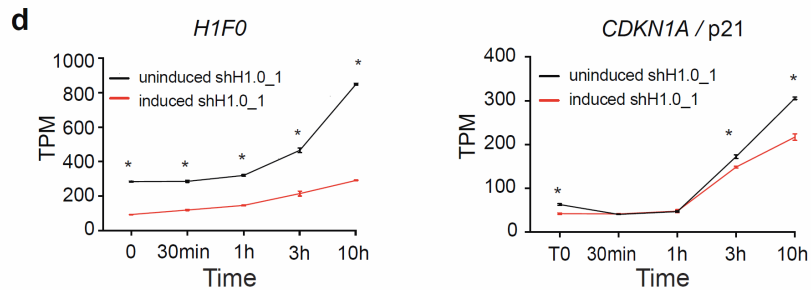 d
H1F0
1000
800
600
400
200
0
TPM
uninduced shH1.0_1
induced shH1.0_1
*
*
*
*
*
0 30min 1h 3h 10h
Time
CDKN1A / p21
400
300
200
100
0
TPM
uninduced shH1.0_1
induced shH1.0_1
*
*
*
T0 30min 1h 3h 10h
Time